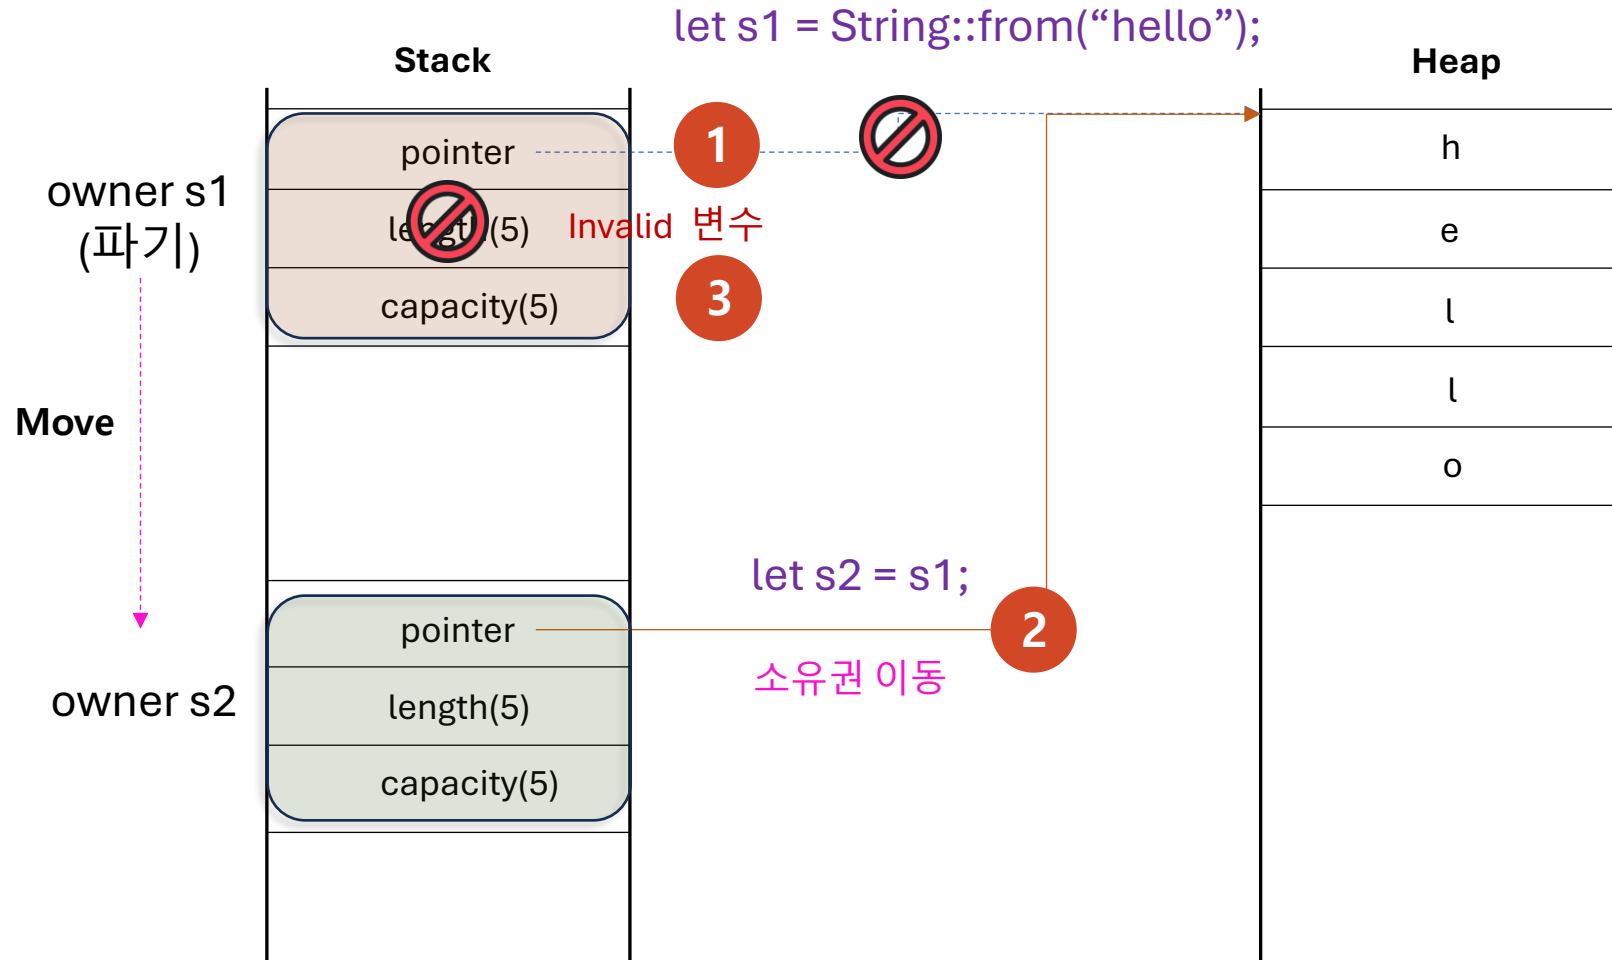 let s1 = String::from(“hello”);
Stack
Heap
pointer
1
h
owner s1
(파기)
length(5)
Invalid 변수
e
capacity(5)
3
l
Move
l
o
let s2 = s1;
pointer
2
소유권 이동
owner s2
length(5)
capacity(5)